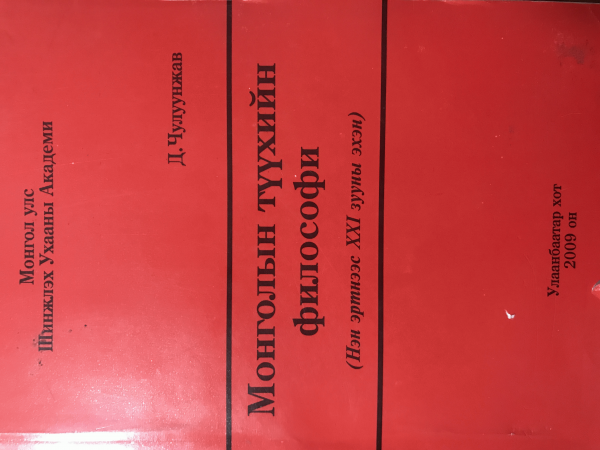 Монгол улс
Шинжлэх Ухааны Академи
Д.Чулуунжав
Монголын түүхийн
философи
(Нэн эртнээс XXI зууны эхэн)
Улаанбаатар хот
2009 он